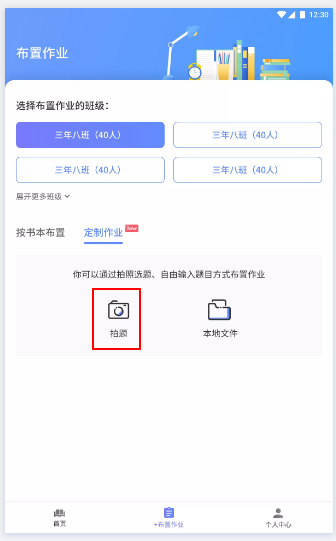 12:30
布置作业
选择布置作业的班级：
三年八班（40人）
三年八班（40人）
三年八班（40人）
三年八班（40人）
展开更多班级
按书本布置
定制作业
New
你可以通过拍照选题、自由输入题目方式布置作业
拍题
本地文件
首页
+布置作业
个人中心